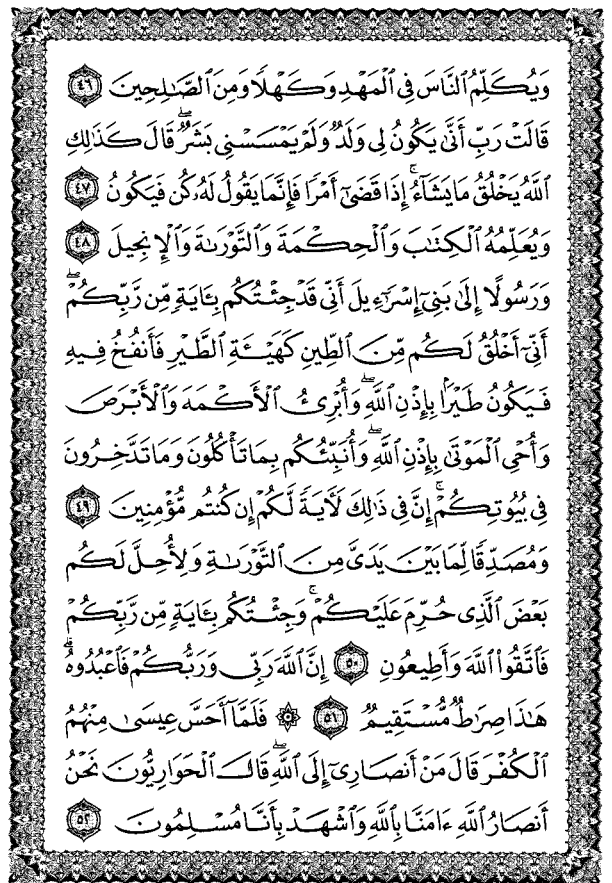 وَيُكَلِّمُ ٱلنَّاسَ فِي ٱلْمَهْدِ وَكَهْلًا وَمِنَ ٱلصَّـٰلِحِينَ ٤٦
قَالَتْ رَبِّ أَنَّىٰ يَكُونُ لِي وَلَدٌ وَلَمْ يَمْسَسْنِي بَشَرٌ ۖ قَالَ كَذَٰلِكِ
ٱللَّهُ يَخْلُقُ مَا يَشَآءُ ۚ إِذَا قَضَىٰٓ أَمْرًا فَإِنَّمَا يَقُولُ لَهُۥ كُن فَيَكُونُ ٤٧
وَيُعَلِّمُهُ ٱلْكِتَـٰبَ وَٱلْحِكْمَةَ وَٱلتَّوْرَىٰةَ وَٱلْإِنجِيلَ ٤٨
وَرَسُولًا إِلَىٰ بَنِىٓ إِسْرَٰٓءِيلَ أَنِّى قَدْ جِئْتُكُم بِـَٔايَةٍ مِّن رَّبِّكُمْ ۖ
أَنِّىٓ أَخْلُقُ لَكُم مِّنَ ٱلطِّينِ كَهَيْـَٔةِ ٱلطَّيْرِ فَأَنفُخُ فِيهِ
فَيَكُونُ طَيْرًۢا بِإِذْنِ ٱللَّهِ ۖ وَأُبْرِئُ ٱلْأَكْمَهَ وَٱلْأَبْرَصَ
وَأُحْىِ ٱلْمَوْتَىٰ بِإِذْنِ ٱللَّهِ ۖ وَأُنَبِّئُكُم بِمَا تَأْكُلُونَ وَمَا تَدَّخِرُونَ
فِى بُيُوتِكُمْ ۚ إِنَّ فِى ذَٰلِكَ لَـَٔايَةً لَّكُمْ إِن كُنتُم مُّؤْمِنِينَ ٤٩
وَمُصَدِّقًا لِّمَا بَيْنَ يَدَىَّ مِنَ ٱلتَّوْرَىٰةِ وَلِأُحِلَّ لَكُم
بَعْضَ ٱلَّذِى حُرِّمَ عَلَيْكُمْ ۚ وَجِئْتُكُم بِـَٔايَةٍ مِّن رَّبِّكُمْ
فَٱتَّقُوا۟ ٱللَّهَ وَأَطِيعُونِ ٥٠ إِنَّ ٱللَّهَ رَبِّى وَرَبُّكُمْ فَٱعْبُدُوهُ ۗ
هَـٰذَا صِرَٰطٌ مُّسْتَقِيمٌ ٥١ ۞ فَلَمَّآ أَحَسَّ عِيسَىٰ مِنْهُمُ
ٱلْكُفْرَ قَالَ مَنْ أَنصَارِىٓ إِلَى ٱللَّهِ ۖ قَالَ ٱلْحَوَارِيُّونَ نَحْنُ
أَنصَارُ ٱللَّهِ ءَامَنَّا بِٱللَّهِ وَٱشْهَدْ بِأَنَّا مُسْلِمُونَ ٥٢